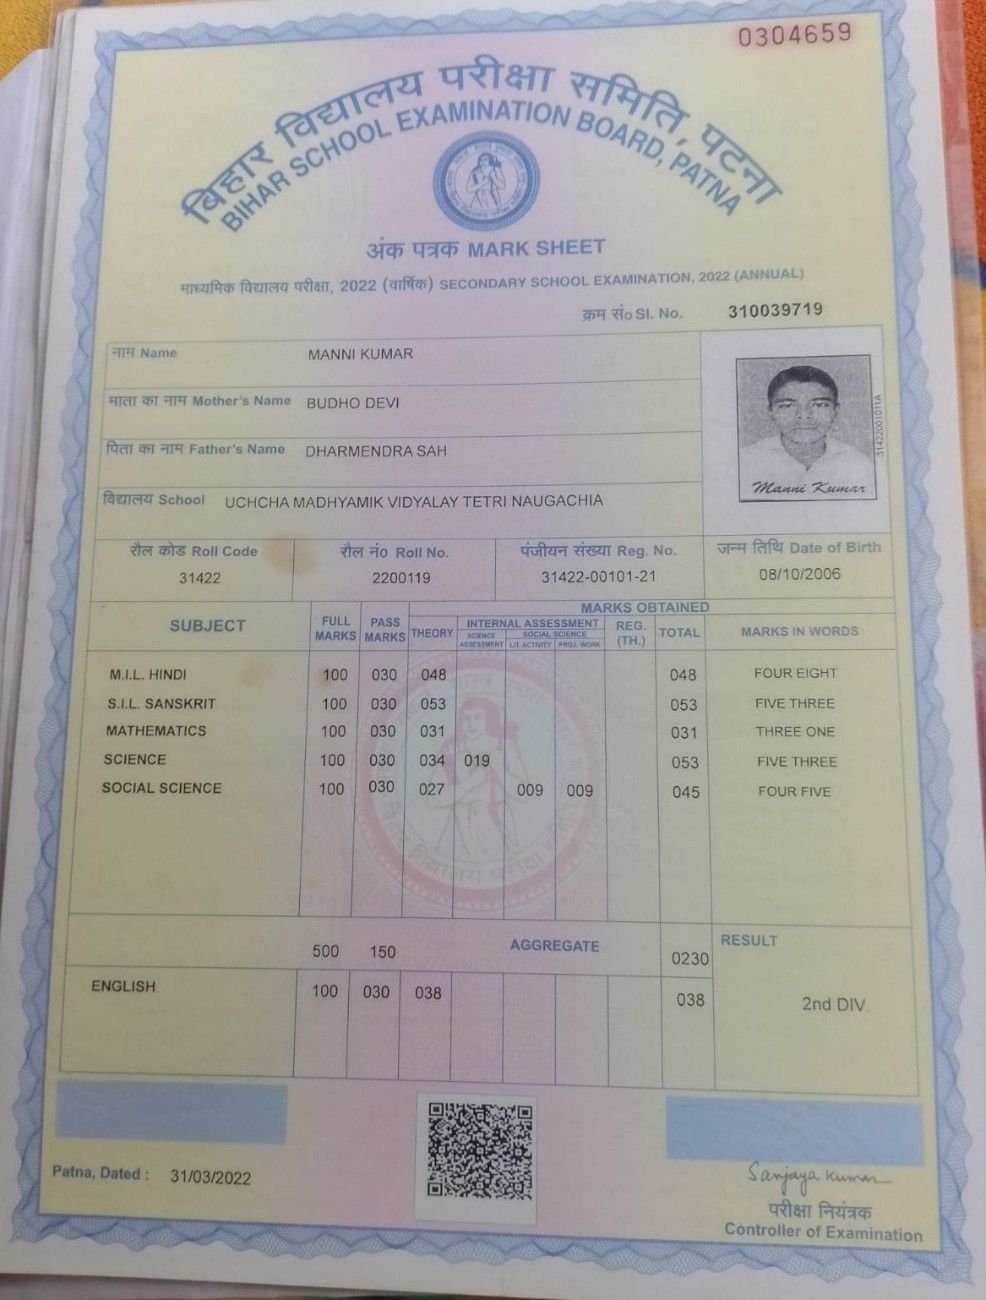 0304659
बिहार विद्यालय परीक्षा समिति, पटना
BIHAR SCHOOL EXAMINATION BOARD, PATNA
अंक पत्रक MARK SHEET
माध्यमिक विद्यालय परीक्षा, 2022 (वार्षिक) SECONDARY SCHOOL EXAMINATION, 2022 (ANNUAL)
क्रम सं० Sl. No. 310039719
नाम Name MANNI KUMAR
माता का नाम Mother's Name BUDHO DEVI
पिता का नाम Father's Name DHARMENDRA SAH
विद्यालय School UCHCHA MADHYAMIK VIDYALAY TETRI NAUGACHIA
31422001011A
Manni Kumar
रौल कोड Roll Code रौल नं० Roll No. पंजीयन संख्या Reg. No. जन्म तिथि Date of Birth
31422 2200119 31422-00101-21 08/10/2006
SUBJECT FULL MARKS PASS MARKS MARKS OBTAINED
THEORY INTERNAL ASSESSMENT REG. (TH.) TOTAL MARKS IN WORDS
SCIENCE ASSESSMENT SOCIAL SCIENCE
LIT. ACTIVITY PROJ. WORK
M.I.L. HINDI 100 030 048 048 FOUR EIGHT
S.I.L. SANSKRIT 100 030 053 053 FIVE THREE
MATHEMATICS 100 030 031 031 THREE ONE
SCIENCE 100 030 034 019 053 FIVE THREE
SOCIAL SCIENCE 100 030 027 009 009 045 FOUR FIVE
500 150 AGGREGATE 0230 RESULT
ENGLISH 100 030 038 038 2nd DIV.
Patna, Dated : 31/03/2022
Sanjaya Kumar
परीक्षा नियंत्रक
Controller of Examination